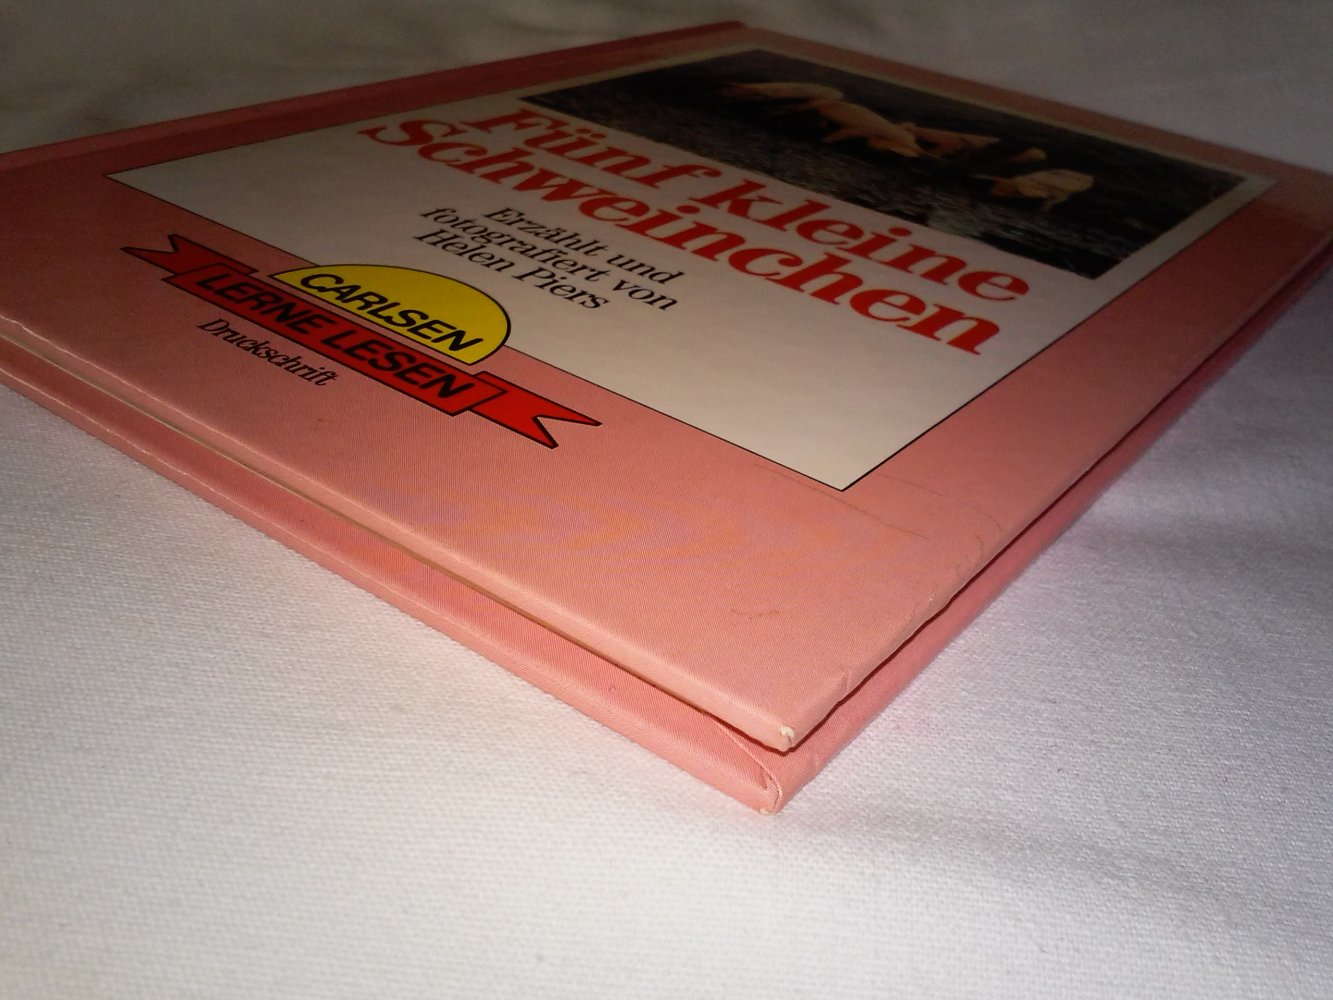 Fünf kleine
Schweinchen
Erzählt und
fotografiert von
Helen Piers
CARLSEN
LERNE LESEN
Druckschrift